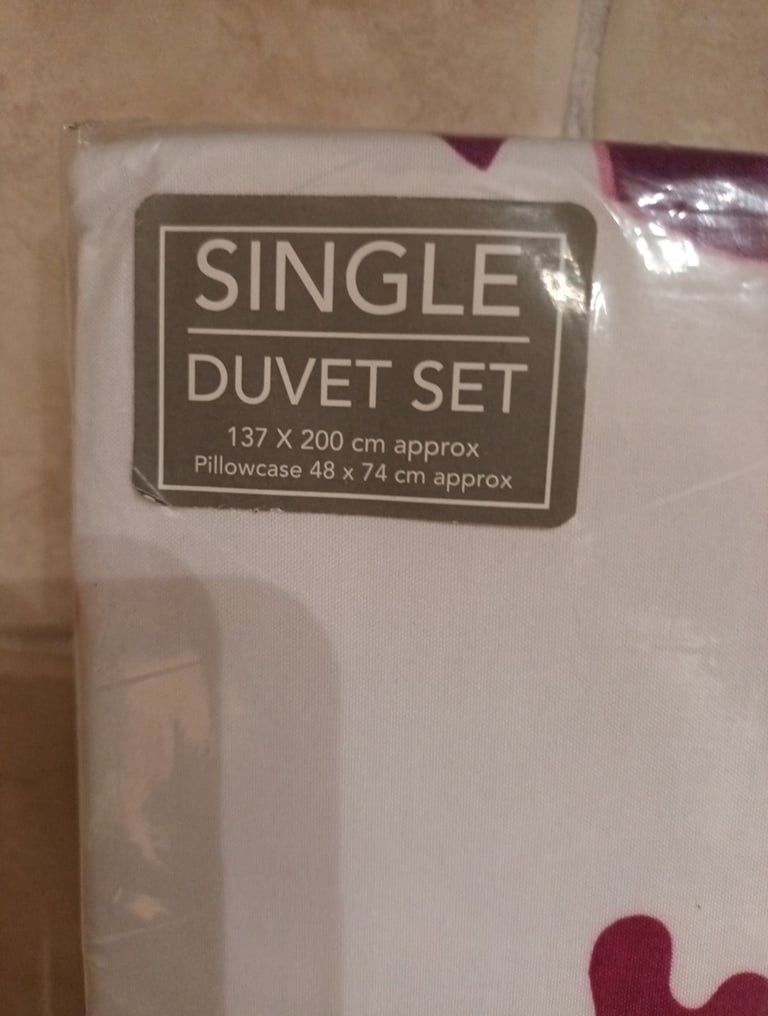 SINGLE
DUVET SET
137 X 200 cm approx
Pillowcase 48 x 74 cm approx